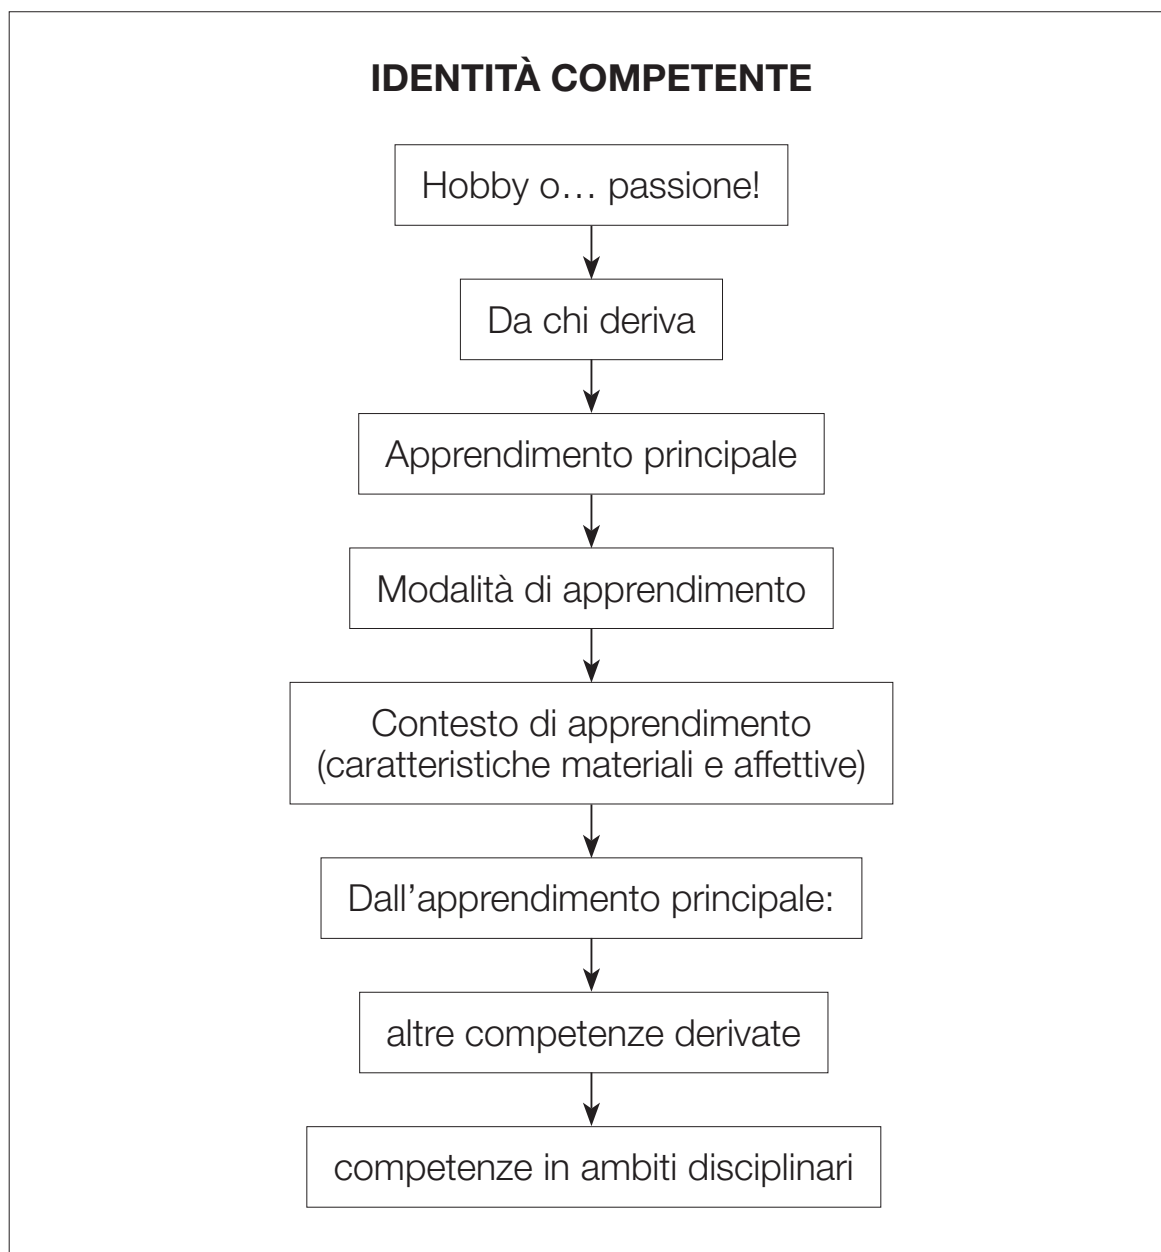 IDENTITÀ COMPETENTE
Hobby o… passione!
Da chi deriva
Apprendimento principale
Modalità di apprendimento
Contesto di apprendimento
(caratteristiche materiali e affettive)
Dall’apprendimento principale:
altre competenze derivate
competenze in ambiti disciplinari